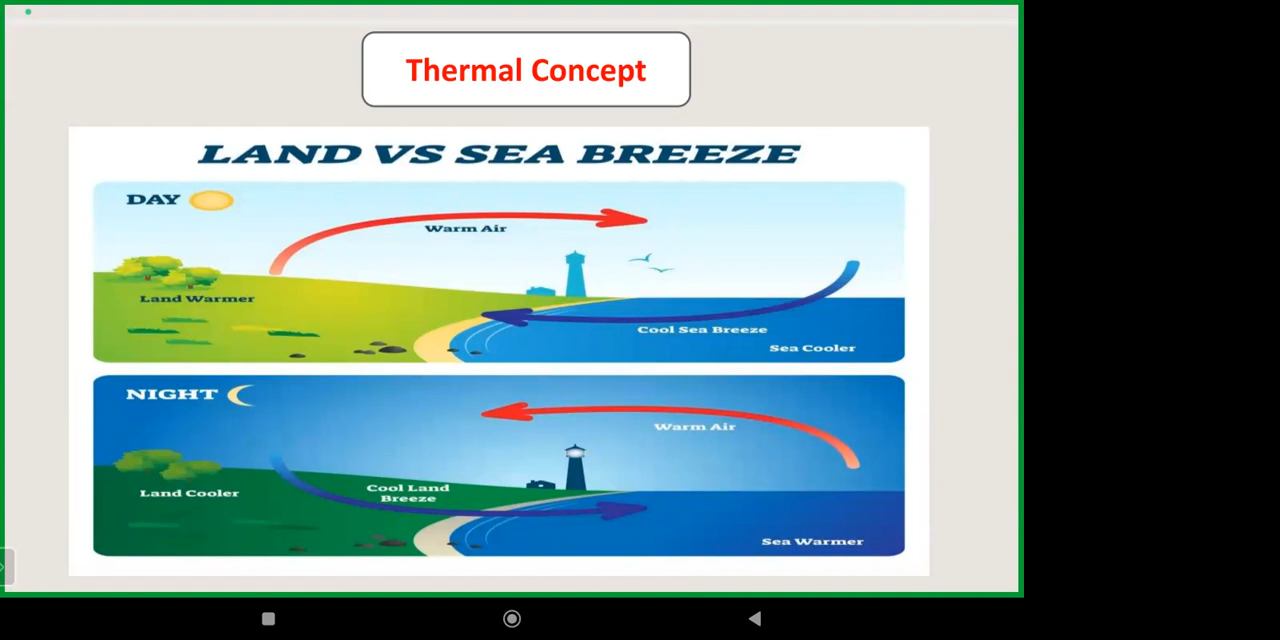 Thermal Concept
LAND VS SEA BREEZE
DAY
Warm Air
Land Warmer
Cool Sea Breeze
Sea Cooler
NIGHT
Warm Air
Land Cooler
Cool Land
Breeze
Sea Warmer